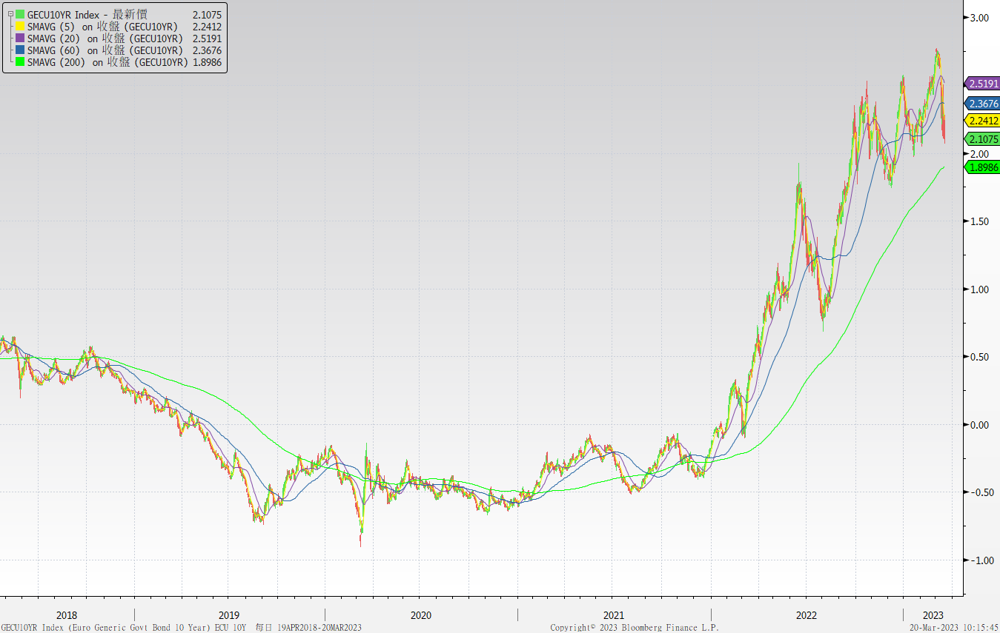 GECU10YR Index - 最新價 2.1075
SMAVG (5) on 收盤 (GECU10YR) 2.2412
SMAVG (20) on 收盤 (GECU10YR) 2.5191
SMAVG (60) on 收盤 (GECU10YR) 2.3676
SMAVG (200) on 收盤 (GECU10YR) 1.8986
3.00
2.5191
2.3676
2.2412
2.1075
2.00
1.8986
1.50
1.00
0.50
0.00
-0.50
-1.00
2018 2019 2020 2021 2022 2023
GECU10YR Index (Euro Generic Govt Bond 10 Year) ECU 10Y 每日 19APR2018-20MAR2023 Copyright© 2023 Bloomberg Finance L.P. 20-Mar-2023 10:15:45